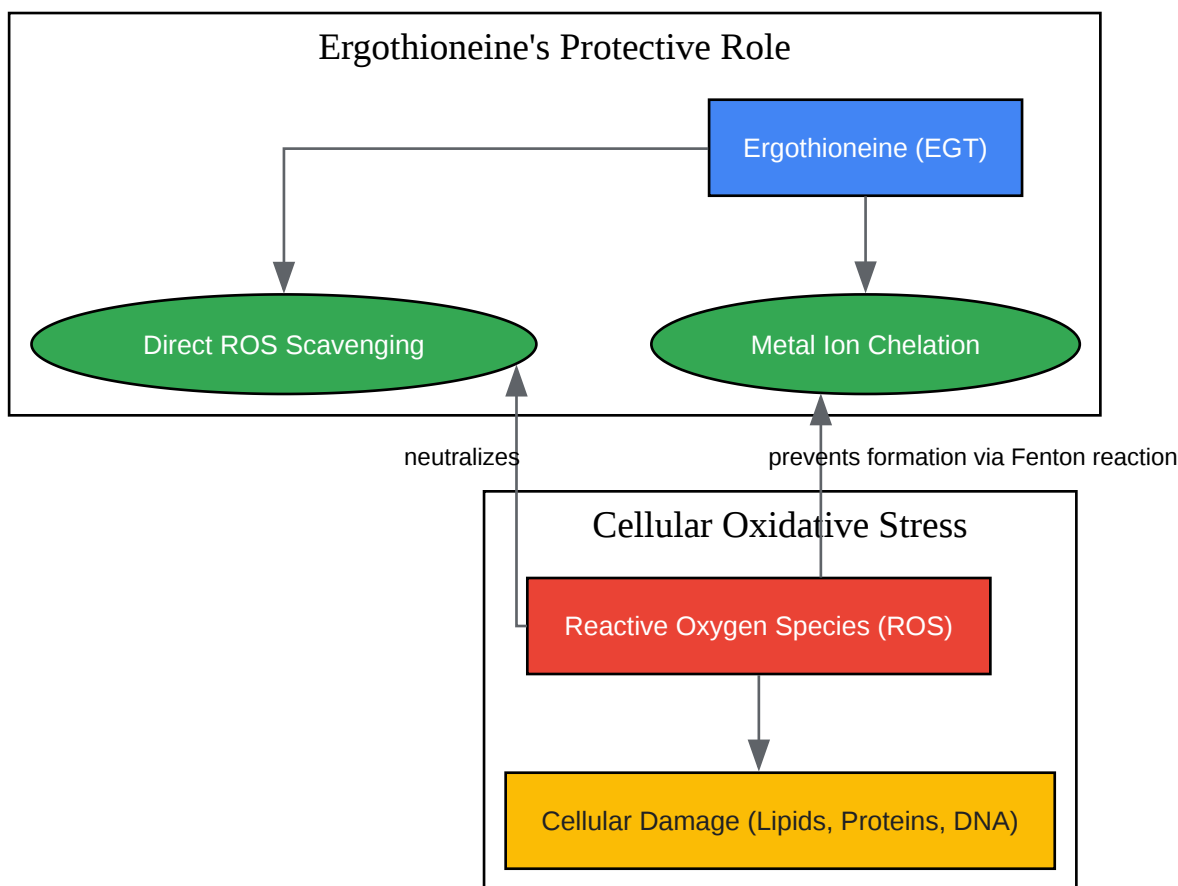 Ergothioneine's Protective Role
Ergothioneine (EGT)
Direct ROS Scavenging
Metal Ion Chelation
neutralizes
prevents formation via Fenton reaction
Cellular Oxidative Stress
Reactive Oxygen Species (ROS)
Cellular Damage (Lipids, Proteins, DNA)